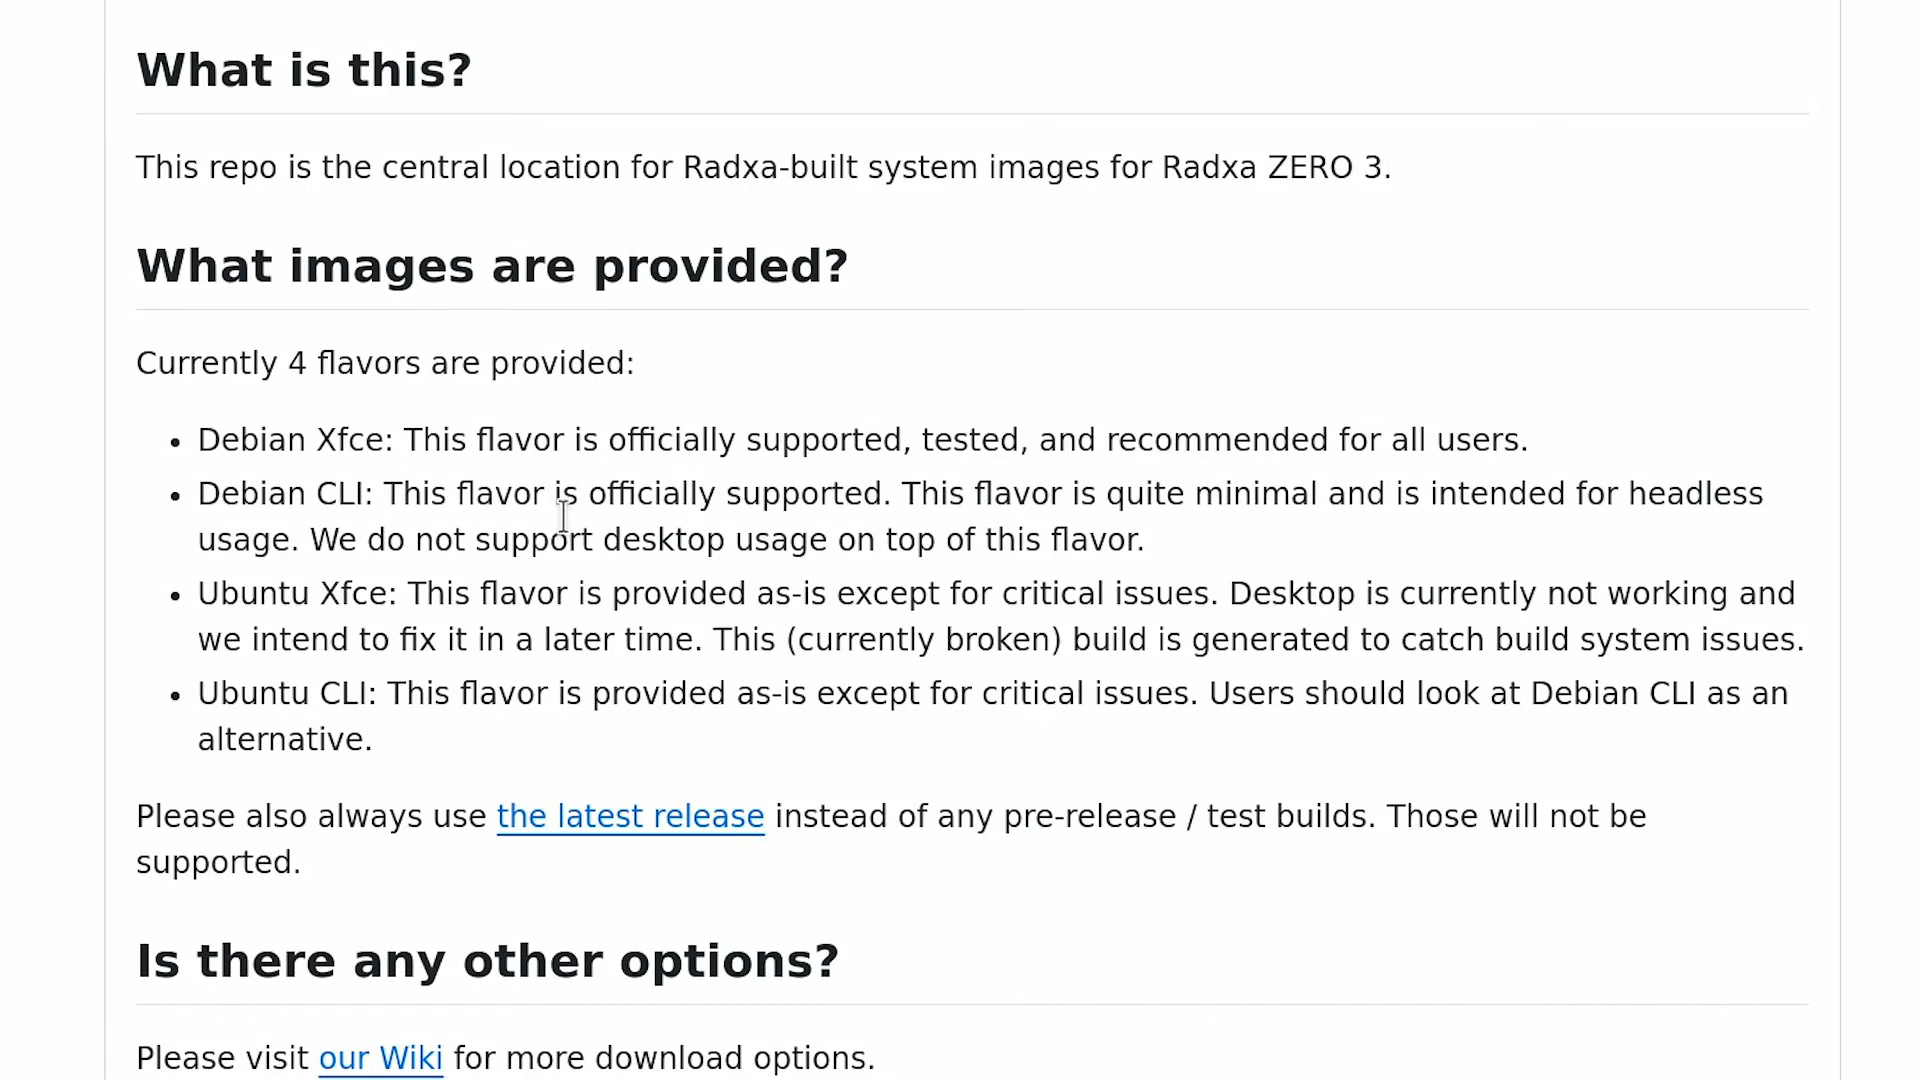 What is this?
This repo is the central location for Radxa-built system images for Radxa ZERO 3.
What images are provided?
Currently 4 flavors are provided:
• Debian Xfce: This flavor is officially supported, tested, and recommended for all users.
• Debian CLI: This flavor is officially supported. This flavor is quite minimal and is intended for headless
usage. We do not support desktop usage on top of this flavor.
• Ubuntu Xfce: This flavor is provided as-is except for critical issues. Desktop is currently not working and
we intend to fix it in a later time. This (currently broken) build is generated to catch build system issues.
• Ubuntu CLI: This flavor is provided as-is except for critical issues. Users should look at Debian CLI as an
alternative.
Please also always use the latest release instead of any pre-release / test builds. Those will not be
supported.
Is there any other options?
Please visit our Wiki for more download options.